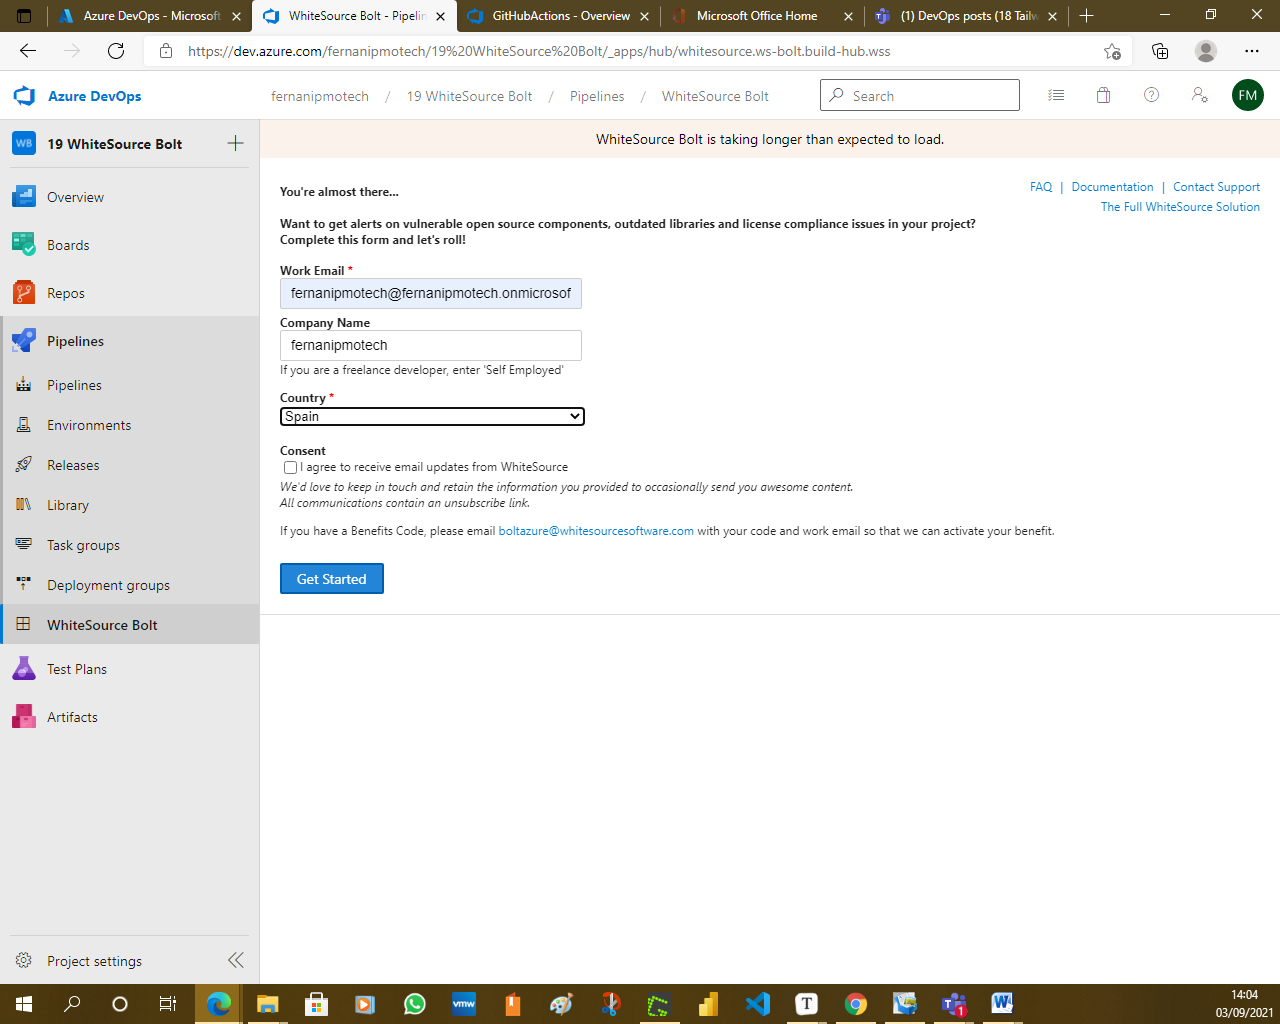 Azure DevOps - Microsoft
WhiteSource Bolt - Pipelin
GitHubActions - Overview
Microsoft Office Home
(1) DevOps posts (18 Tailw
https://dev.azure.com/fernanipmotech/19%20WhiteSource%20Bolt/_apps/hub/whitesource.ws-bolt.build-hub.wss
Azure DevOps
fernanipmotech / 19 WhiteSource Bolt / Pipelines / WhiteSource Bolt
Search
FM
WB 19 WhiteSource Bolt
Overview
Boards
Repos
Pipelines
Pipelines
Environments
Releases
Library
Task groups
Deployment groups
WhiteSource Bolt
Test Plans
Artifacts
Project settings
WhiteSource Bolt is taking longer than expected to load.
FAQ | Documentation | Contact Support
The Full WhiteSource Solution
You're almost there...
Want to get alerts on vulnerable open source components, outdated libraries and license compliance issues in your project?
Complete this form and let's roll!
Work Email *
fernanipmotech@fernanipmotech.onmicrosof
Company Name
fernanipmotech
If you are a freelance developer, enter 'Self Employed'
Country *
Spain
Consent
I agree to receive email updates from WhiteSource
We'd love to keep in touch and retain the information you provided to occasionally send you awesome content.
All communications contain an unsubscribe link.
If you have a Benefits Code, please email boltazure@whitesourcesoftware.com with your code and work email so that we can activate your benefit.
Get Started
vmw
T
1
W
14:04
03/09/2021